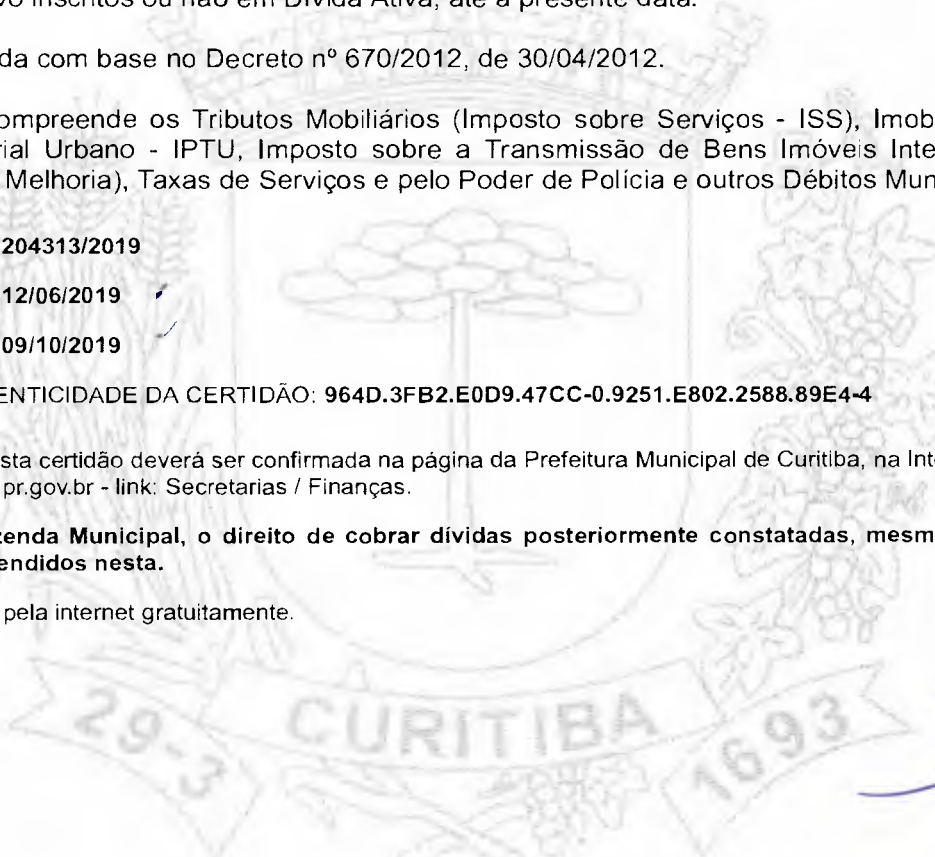 vo inscritos ou não em Dívida Ativa, até a presente data.
da com base no Decreto nº 670/2012, de 30/04/2012.
ompreende os Tributos Mobiliários (Imposto sobre Serviços - ISS), Imob
rial Urbano - IPTU, Imposto sobre a Transmissão de Bens Imóveis Inte
Melhoria), Taxas de Serviços e pelo Poder de Polícia e outros Débitos Mun
204313/2019
12/06/2019
09/10/2019
ENTICIDADE DA CERTIDÃO: 964D.3FB2.E0D9.47CC-0.9251.E802.2588.89E4-4
sta certidão deverá ser confirmada na página da Prefeitura Municipal de Curitiba, na Int
pr.gov.br - link: Secretarias / Finanças.
zenda Municipal, o direito de cobrar dívidas posteriormente constatadas, mesm
endidos nesta.
pela internet gratuitamente.
29-3 CURITIBA 1693